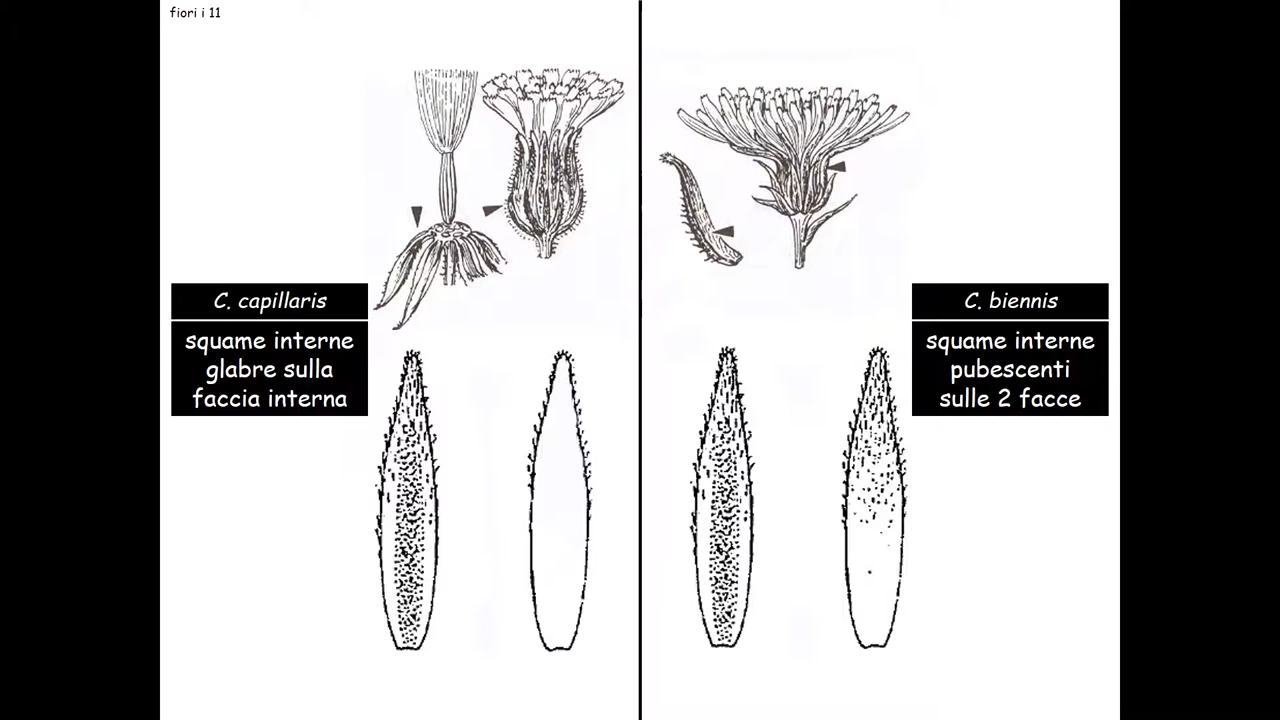 fiori i 11
C. capillaris
squame interne
glabre sulla
faccia interna
C. biennis
squame interne
pubescenti
sulle 2 facce